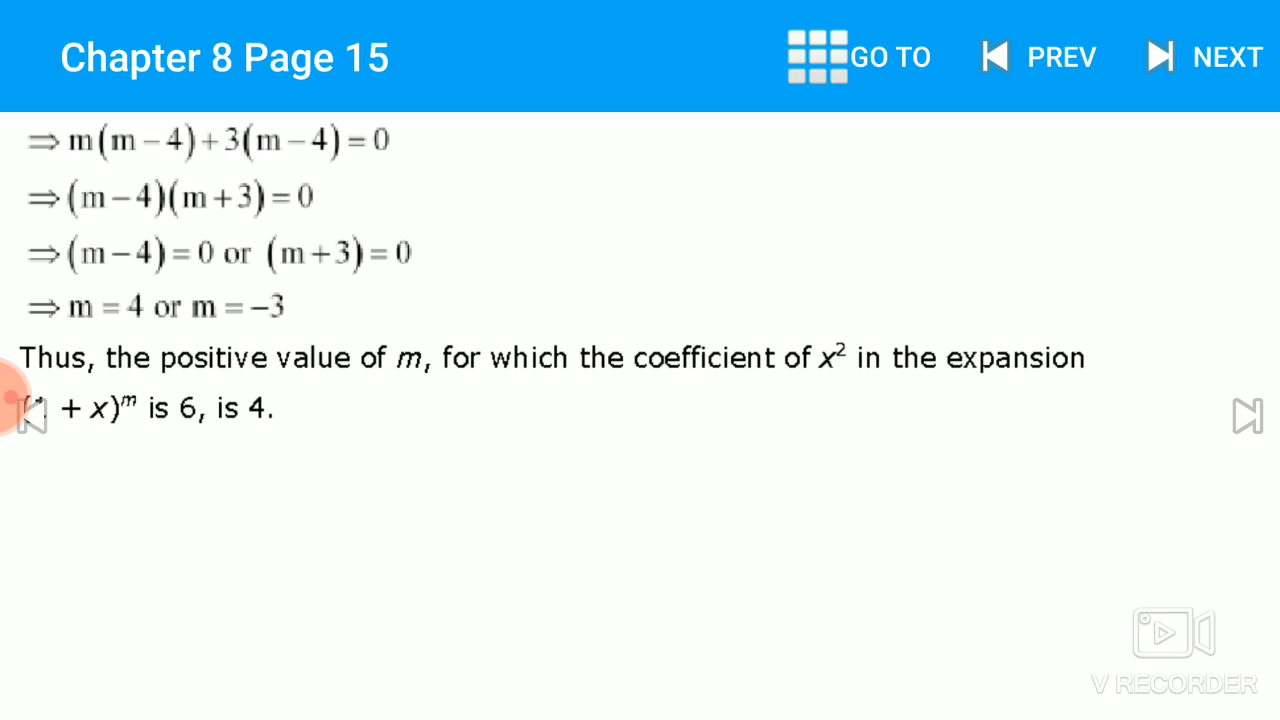 Chapter 8 Page 15
GO TO
PREV
NEXT
⇒ m(m − 4) + 3(m − 4) = 0
⇒ (m − 4)(m + 3) = 0
⇒ (m − 4) = 0 or (m + 3) = 0
⇒ m = 4 or m = −3
Thus, the positive value of m, for which the coefficient of x² in the expansion
+ x)ᵐ is 6, is 4.
V RECORDER